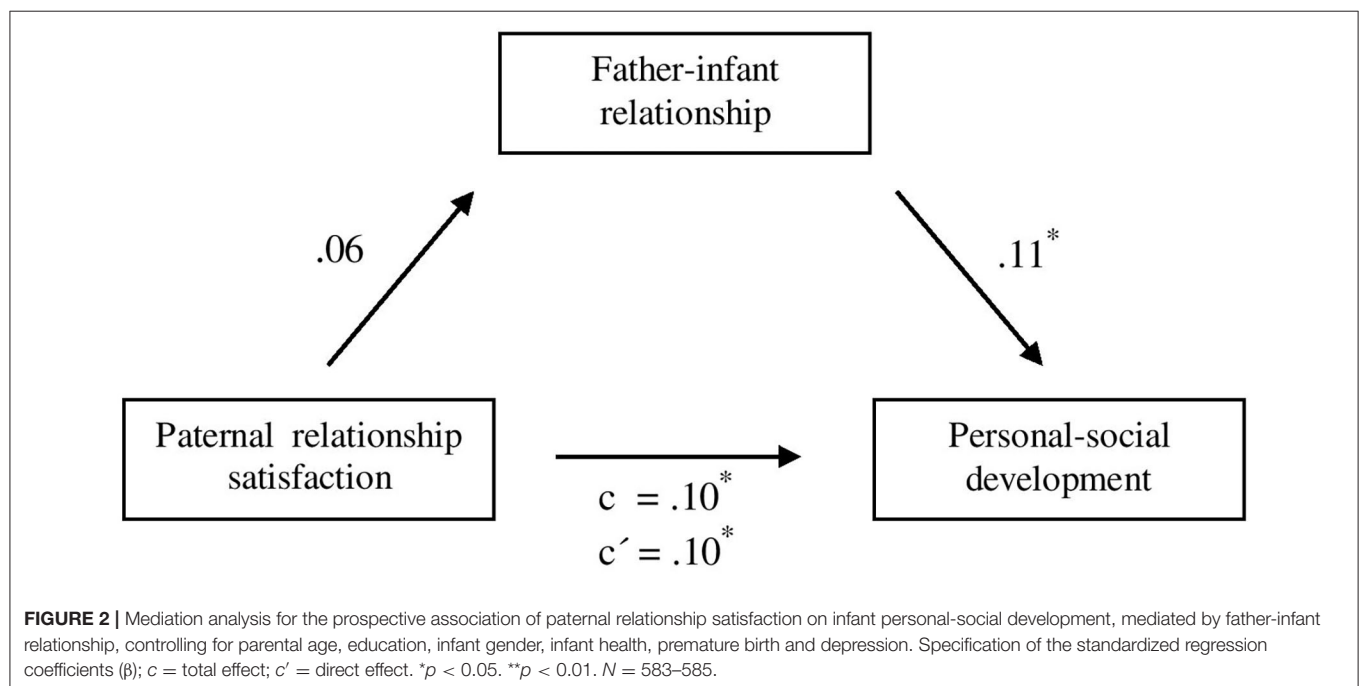 Father-infant
relationship
.06
.11*
Paternal relationship
satisfaction
Personal-social
development
c = .10*
c´ = .10*
FIGURE 2 | Mediation analysis for the prospective association of paternal relationship satisfaction on infant personal-social development, mediated by father-infant
relationship, controlling for parental age, education, infant gender, infant health, premature birth and depression. Specification of the standardized regression
coefficients (β); c = total effect; c′ = direct effect. *p < 0.05. **p < 0.01. N = 583–585.